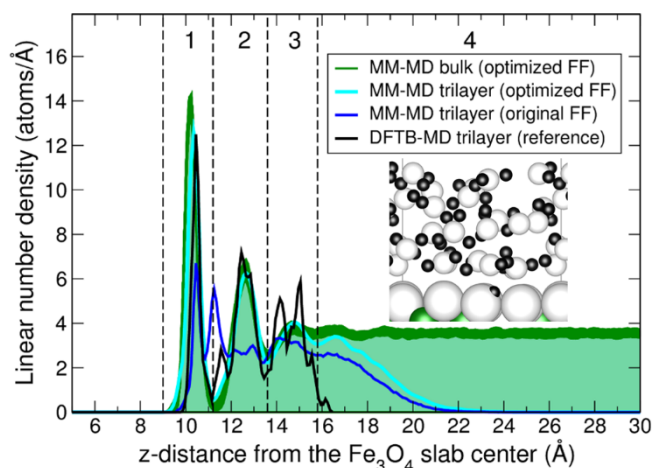 1 2 3 4
MM-MD bulk (optimized FF)
MM-MD trilayer (optimized FF)
MM-MD trilayer (original FF)
DFTB-MD trilayer (reference)
Linear number density (atoms/Å)
16
14
12
10
8
6
4
2
0
6 8 10 12 14 16 18 20 22 24 26 28 30
z-distance from the Fe₃O₄ slab center (Å)